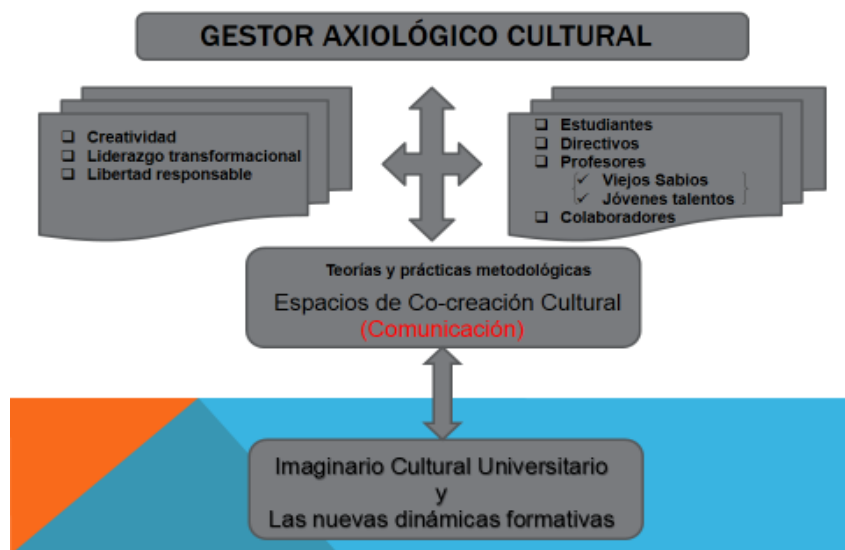 GESTOR AXIOLÓGICO CULTURAL
Creatividad
Liderazgo transformacional
Libertad responsable
Estudiantes
Directivos
Profesores
Viejos Sabios
Jóvenes talentos
Colaboradores
Teorías y prácticas metodológicas
Espacios de Co-creación Cultural
(Comunicación)
Imaginario Cultural Universitario
y
Las nuevas dinámicas formativas